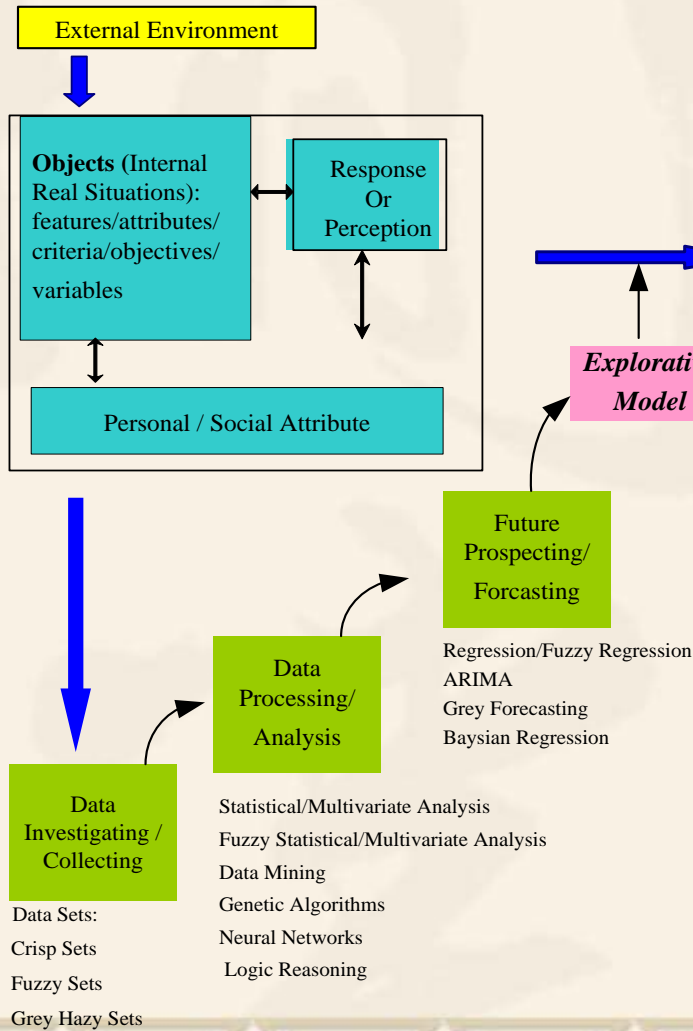 External Environment
Objects (Internal
Real Situations):
features/attributes/
criteria/objectives/
variables
Response
Or
Perception
Personal / Social Attribute
Explorati
Model
Future
Prospecting/
Forcasting
Regression/Fuzzy Regression
ARIMA
Grey Forecasting
Baysian Regression
Data
Processing/
Analysis
Statistical/Multivariate Analysis
Fuzzy Statistical/Multivariate Analysis
Data Mining
Genetic Algorithms
Neural Networks
Logic Reasoning
Data
Investigating /
Collecting
Data Sets:
Crisp Sets
Fuzzy Sets
Grey Hazy Sets